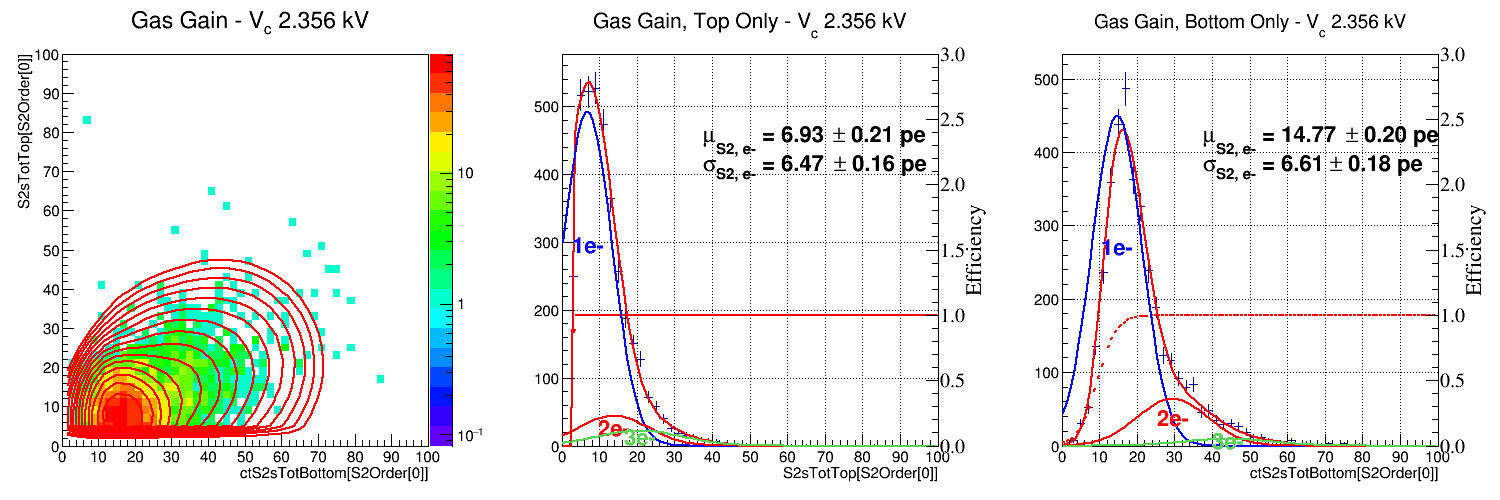 Gas Gain - Vc 2.356 kV
S2sTotTop[S2Order[0]]
100
90
80
70
60
50
40
30
20
10
0
0 10 20 30 40 50 60 70 80 90 100
ctS2sTotBottom[S2Order[0]]
10
1
10⁻¹
Gas Gain, Top Only - Vc 2.356 kV
500
400
300
200
100
0
μS2, e- = 6.93 ± 0.21 pe
σS2, e- = 6.47 ± 0.16 pe
1e-
2e-
3e-
3.0
2.5
2.0
1.5
1.0
0.5
0.0
Efficiency
0 10 20 30 40 50 60 70 80 90 100
S2sTotTop[S2Order[0]]
Gas Gain, Bottom Only - Vc 2.356 kV
500
400
300
200
100
0
μS2, e- = 14.77 ± 0.20 pe
σS2, e- = 6.61 ± 0.18 pe
1e-
2e-
3e-
3.0
2.5
2.0
1.5
1.0
0.5
0.0
Efficiency
0 10 20 30 40 50 60 70 80 90 100
ctS2sTotBottom[S2Order[0]]